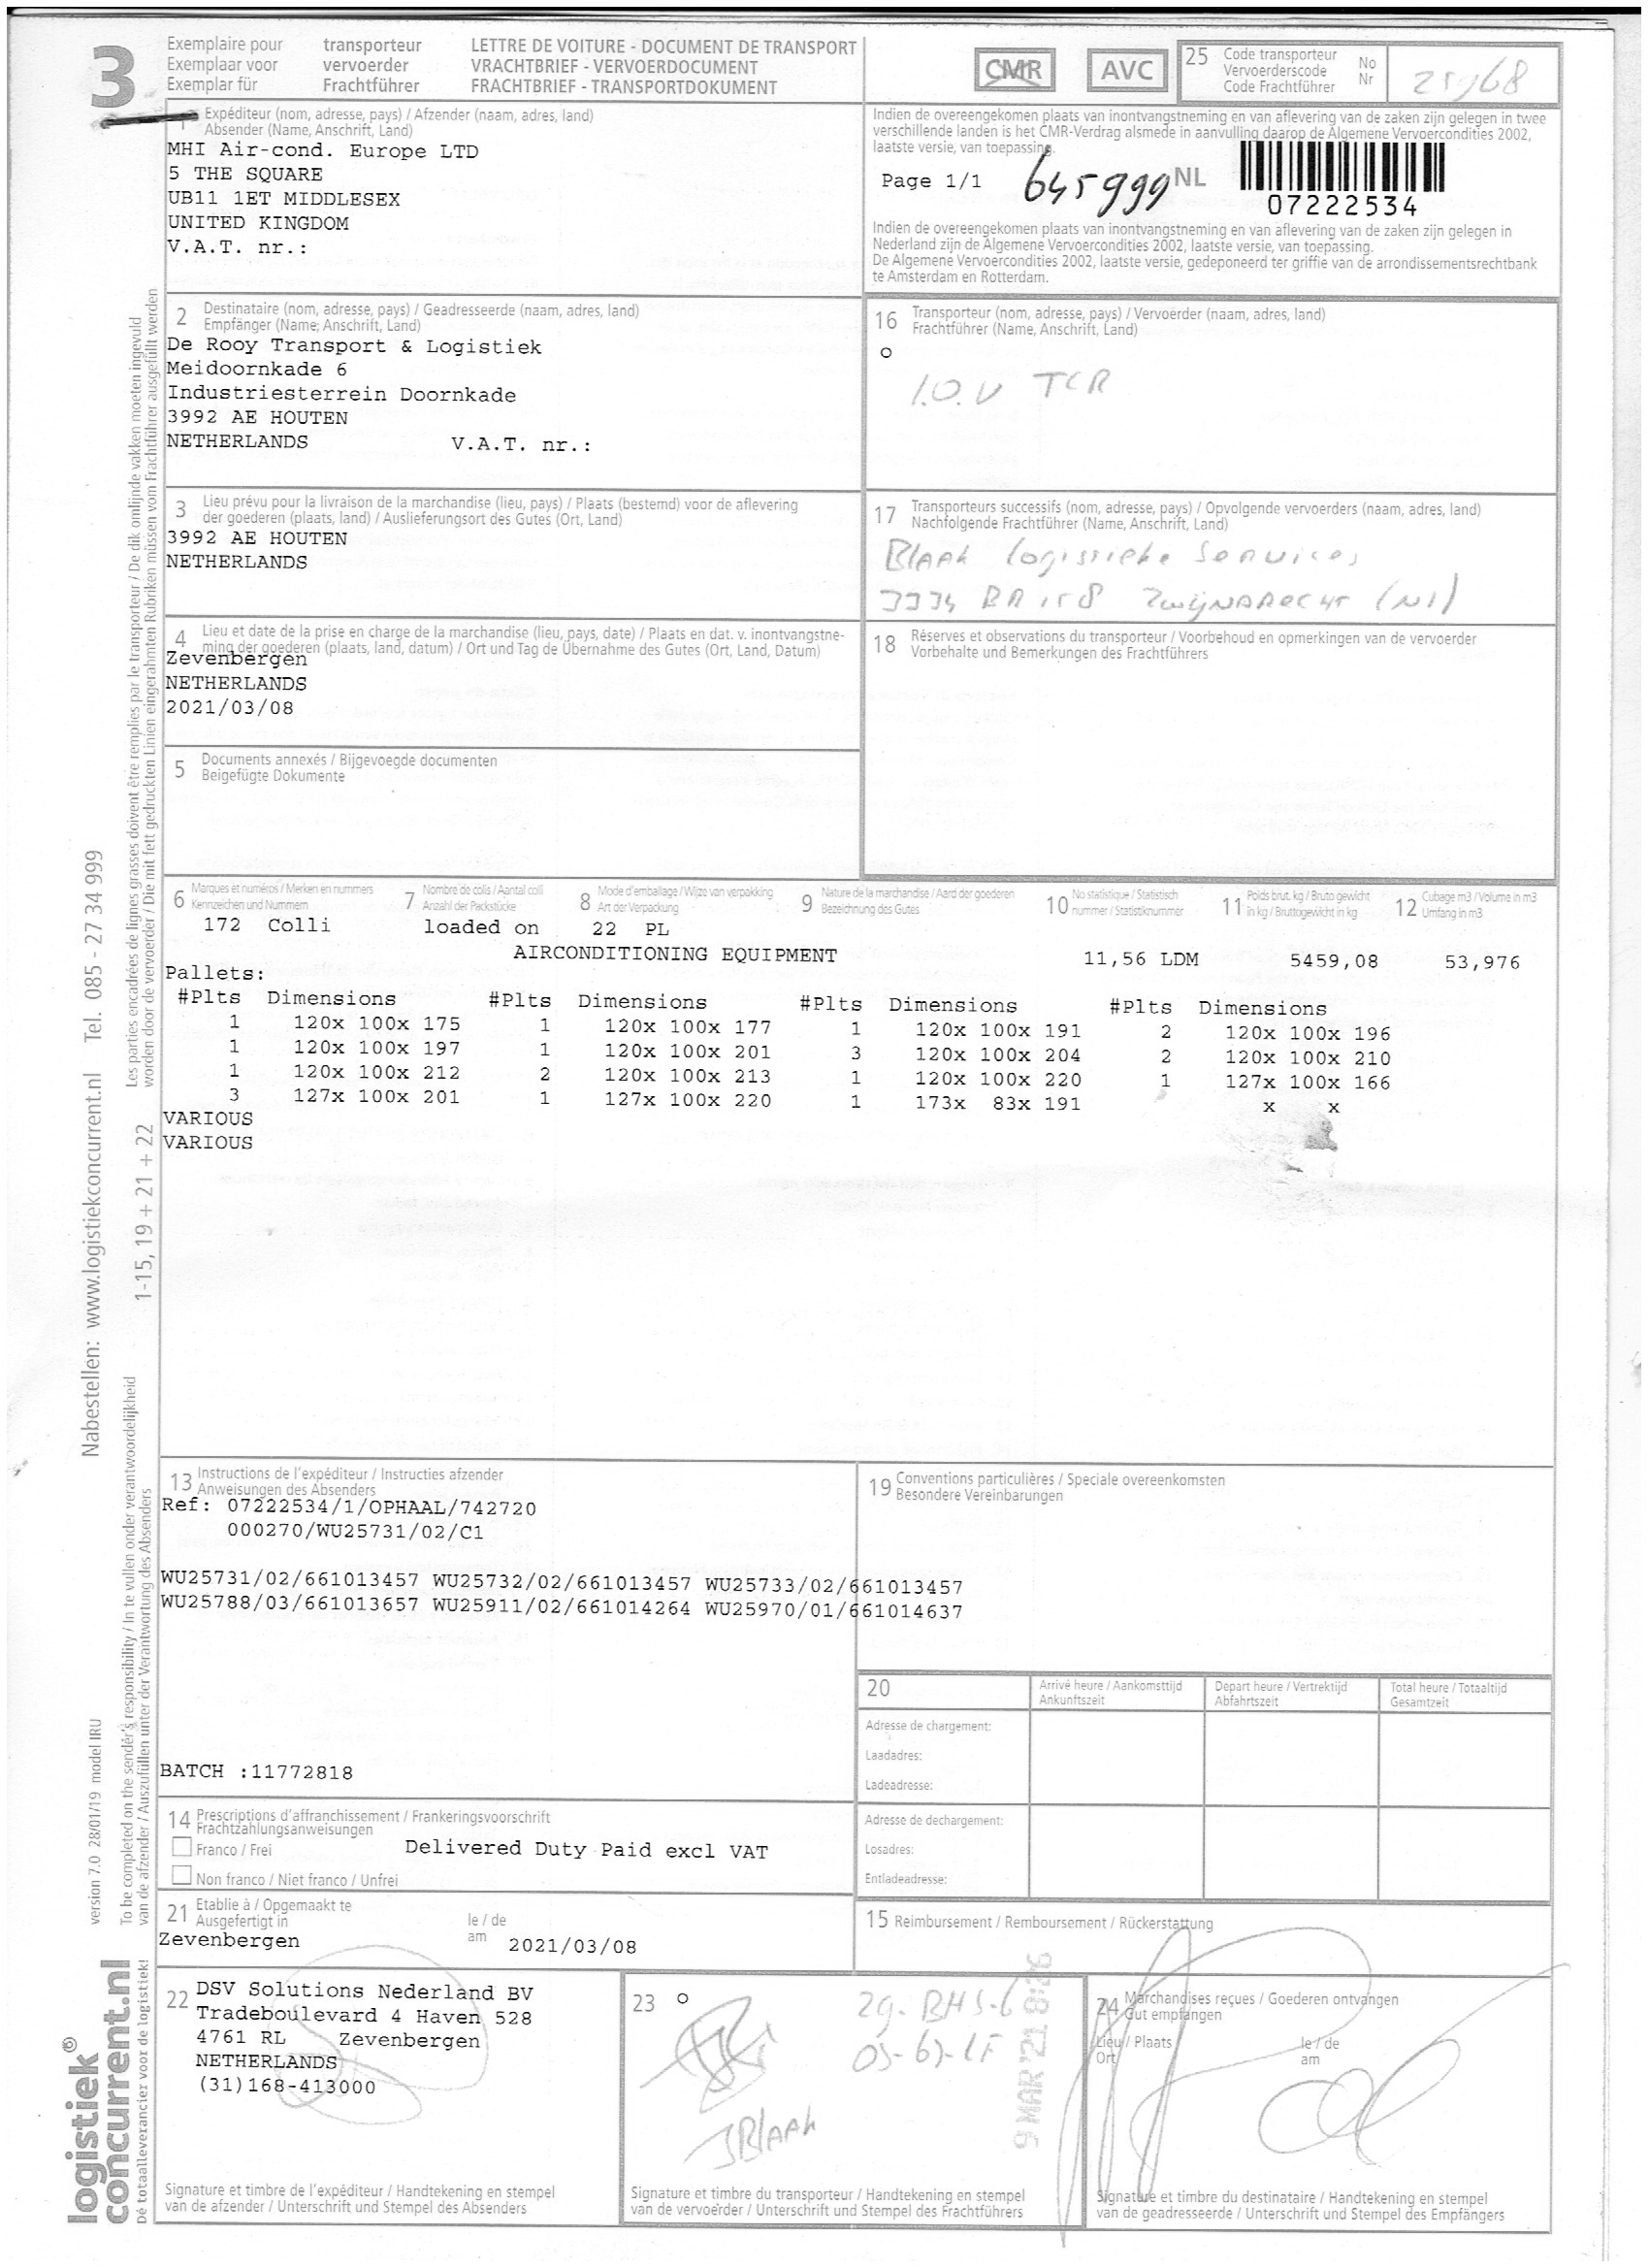 3
Exemplaire pour transporteur LETTRE DE VOITURE - DOCUMENT DE TRANSPORT
Exemplaar voor vervoerder VRACHTBRIEF - VERVOERDOCUMENT
Exemplar für Frachtführer FRACHTBRIEF - TRANSPORTDOKUMENT
CMR AVC
25 Code transporteur No
Vervoerderscode Nr
Code Frachtführer
1 Expéditeur (nom, adresse, pays) / Afzender (naam, adres, land)
Absender (Name, Anschrift, Land)
MHI Air-cond. Europe LTD
5 THE SQUARE
UB11 1ET MIDDLESEX
UNITED KINGDOM
V.A.T. nr.:
Indien de overeengekomen plaats van inontvangstneming en van aflevering van de zaken zijn gelegen in twee
verschillende landen is het CMR-Verdrag alsmede in aanvulling daarop de Algemene Vervoercondities 2002,
laatste versie, van toepassing.
Page 1/1 645999 NL
07222534
Indien de overeengekomen plaats van inontvangstneming en van aflevering van de zaken zijn gelegen in
Nederland zijn de Algemene Vervoercondities 2002, laatste versie, van toepassing.
De Algemene Vervoercondities 2002, laatste versie, gedeponeerd ter griffie van de arrondissementsrechtbank
te Amsterdam en Rotterdam.
2 Destinataire (nom, adresse, pays) / Geadresseerde (naam, adres, land)
Empfänger (Name, Anschrift, Land)
De Rooy Transport & Logistiek
Meidoornkade 6
Industriesterrein Doornkade
3992 AE HOUTEN
NETHERLANDS V.A.T. nr.:
16 Transporteur (nom, adresse, pays) / Vervoerder (naam, adres, land)
Frachtführer (Name, Anschrift, Land)
o
I.O.V TCR
3 Lieu prévu pour la livraison de la marchandise (lieu, pays) / Plaats (bestemd) voor de aflevering
der goederen (plaats, land) / Auslieferungsort des Gutes (Ort, Land)
3992 AE HOUTEN
NETHERLANDS
17 Transporteurs successifs (nom, adresse, pays) / Opvolgende vervoerders (naam, adres, land)
Nachfolgende Frachtführer (Name, Anschrift, Land)
Blaak logistieke Services
Zwijndrecht (Nl)
4 Lieu et date de la prise en charge de la marchandise (lieu, pays, date) / Plaats en dat. v. inontvangstne-
ming der goederen (plaats, land, datum) / Ort und Tag de Übernahme des Gutes (Ort, Land, Datum)
Zevenbergen
NETHERLANDS
2021/03/08
18 Réserves et observations du transporteur / Voorbehoud en opmerkingen van de vervoerder
Vorbehalte und Bemerkungen des Frachtführers
5 Documents annexés / Bijgevoegde documenten
Beigefügte Dokumente
6 Marques et numéros / Merken en nummers
Kennzeichen und Nummern
7 Nombre de colis / Aantal colli
Anzahl der Packstücke
8 Mode d'emballage / Wijze van verpakking
Art der Verpackung
9 Nature de la marchandise / Aard der goederen
Bezeichnung des Gutes
10 No statistique / Statistisch
nummer / Statistiknummer
11 Poids brut. kg / Bruto gewicht
in kg / Bruttogewicht in kg
12 Cubage m3 / Volume in m3
Umfang in m3
172 Colli loaded on 22 PL
AIRCONDITIONING EQUIPMENT 11,56 LDM 5459,08 53,976
Pallets:
#Plts Dimensions #Plts Dimensions #Plts Dimensions #Plts Dimensions
1 120x 100x 175 1 120x 100x 177 1 120x 100x 191 2 120x 100x 196
1 120x 100x 197 1 120x 100x 201 3 120x 100x 204 2 120x 100x 210
1 120x 100x 212 2 120x 100x 213 1 120x 100x 220 1 127x 100x 166
3 127x 100x 201 1 127x 100x 220 1 173x 83x 191 x x
VARIOUS
VARIOUS
13 Instructions de l'expéditeur / Instructies afzender
Anweisungen des Absenders
Ref: 07222534/1/OPHAAL/742720
000270/WU25731/02/C1
WU25731/02/661013457 WU25732/02/661013457 WU25733/02/661013457
WU25788/03/661013657 WU25911/02/661014264 WU25970/01/661014637
BATCH :11772818
19 Conventions particulières / Speciale overeenkomsten
Besondere Vereinbarungen
20 Arrivé heure / Aankomsttijd
Ankunftszeit
Depart heure / Vertrektijd
Abfahrtszeit
Total heure / Totaaltijd
Gesamtzeit
Adresse de chargement:
Laadadres:
Ladeadresse:
Adresse de dechargement:
Losadres:
Entladeadresse:
14 Prescriptions d'affranchissement / Frankeringsvoorschrift
Frachtzahlungsanweisungen
Franco / Frei Delivered Duty Paid excl VAT
Non franco / Niet franco / Unfrei
21 Etablie à / Opgemaakt te
Ausgefertigt in
le / de
am
Zevenbergen 2021/03/08
15 Reimbursement / Remboursement / Rückerstattung
22 DSV Solutions Nederland BV
Tradeboulevard 4 Haven 528
4761 RL Zevenbergen
NETHERLANDS
(31)168-413000
Signature et timbre de l'expéditeur / Handtekening en stempel
van de afzender / Unterschrift und Stempel des Absenders
23 o
JBlaak
9 MAR '21 8:26
Signature et timbre du transporteur / Handtekening en stempel
van de vervoerder / Unterschrift und Stempel des Frachtführers
24 Marchandises reçues / Goederen ontvangen
Gut empfangen
Lieu / Plaats le / de
Ort am
Signature et timbre du destinataire / Handtekening en stempel
van de geadresseerde / Unterschrift und Stempel des Empfängers
Les parties encadrées de lignes grasses doivent être remplies par le transporteur / De dik omlijnde vakken moeten ingevuld
worden door de vervoerder / Die mit fett gedruckten Linien eingerahmten Rubriken müssen vom Frachtführer ausgefüllt werden
Nabestellen: www.logistiekconcurrent.nl Tel. 085 - 27 34 999
1-15, 19 + 21 + 22
To be completed on the sender's responsibility / In te vullen onder verantwoordelijkheid
van de afzender / Auszufüllen unter der Verantwortung des Absenders
version 7.0 28/01/19 model IRU
logistiek®
concurrent.nl
Dé totaalleverancier voor de logistiek!